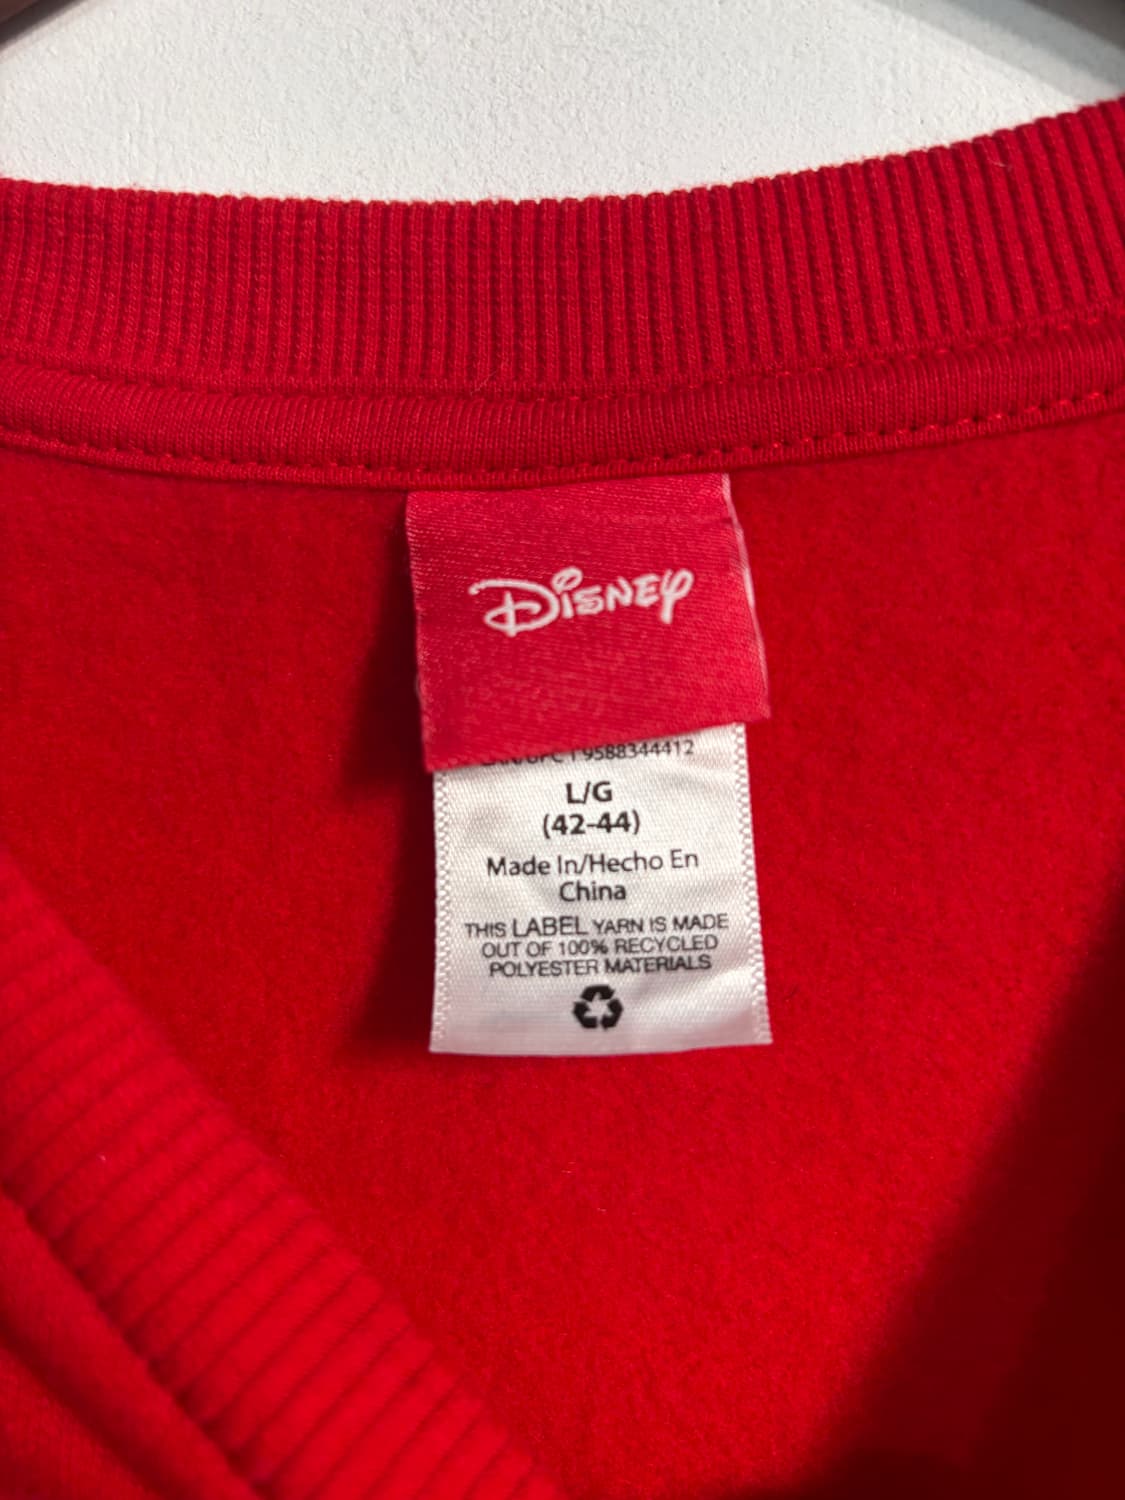 Disney
19588344412
L/G
(42-44)
Made In/Hecho En
China
THIS LABEL YARN IS MADE
OUT OF 100% RECYCLED
POLYESTER MATERIALS